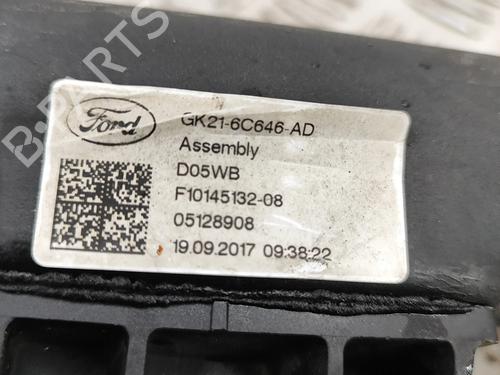 Ford
GK21-6C646-AD
Assembly
D05WB
F10145132-08
05128908
19.09.2017 09:38:22
B-PARTS